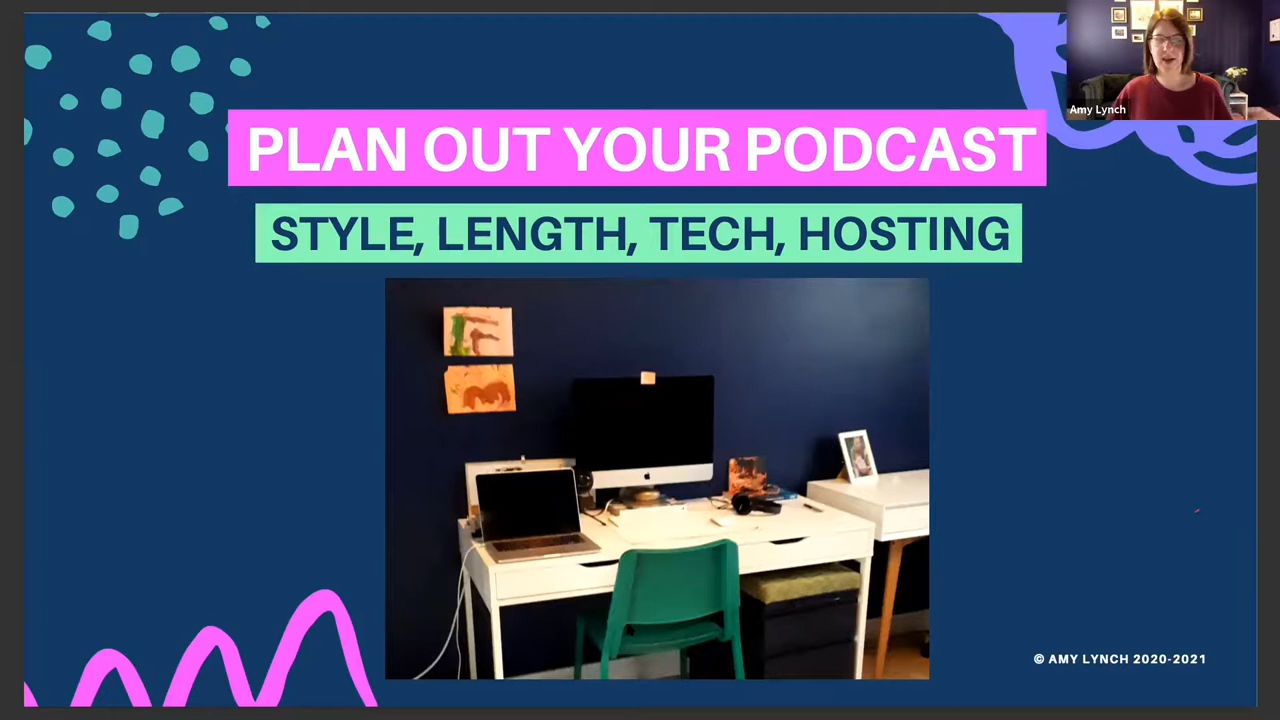 Amy Lynch
PLAN OUT YOUR PODCAST
STYLE, LENGTH, TECH, HOSTING
© AMY LYNCH 2020-2021